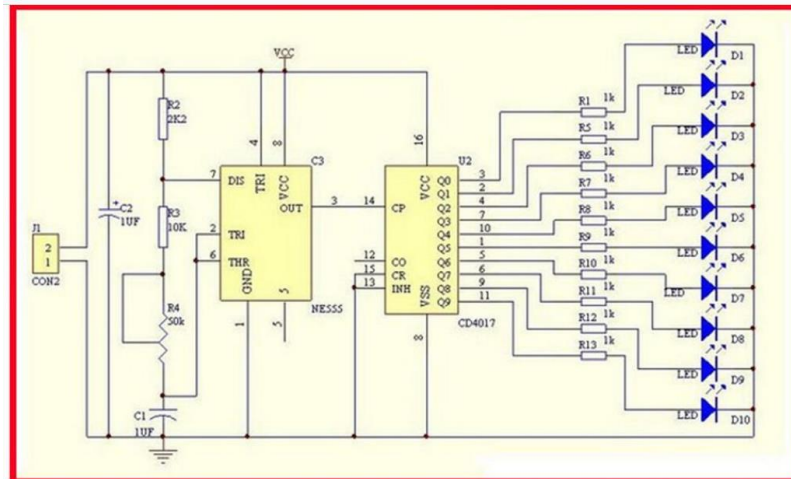 VCC
LED
D1
R1
1k
LED
D2
R5
1k
LED
D3
R6
1k
LED
D4
R7
1k
LED
D5
R8
1k
LED
D6
R9
1k
LED
D7
R10
1k
LED
D8
R11
1k
LED
D9
R12
1k
LED
D10
R13
1k
R2
2K2
4
8
16
C3
U2
7
DIS
TRI
VCC
OUT
3
14
CP
VCC
Q0
3
Q1
2
Q2
4
Q3
7
Q4
10
Q5
1
Q6
5
Q7
6
Q8
9
Q9
11
C2
1UF
+
R3
10K
2
TRI
6
THR
GND
5
NE555
12
CO
15
CR
13
INH
VSS
CD4017
J1
2
1
CON2
R4
50k
1
5
8
C1
1UF